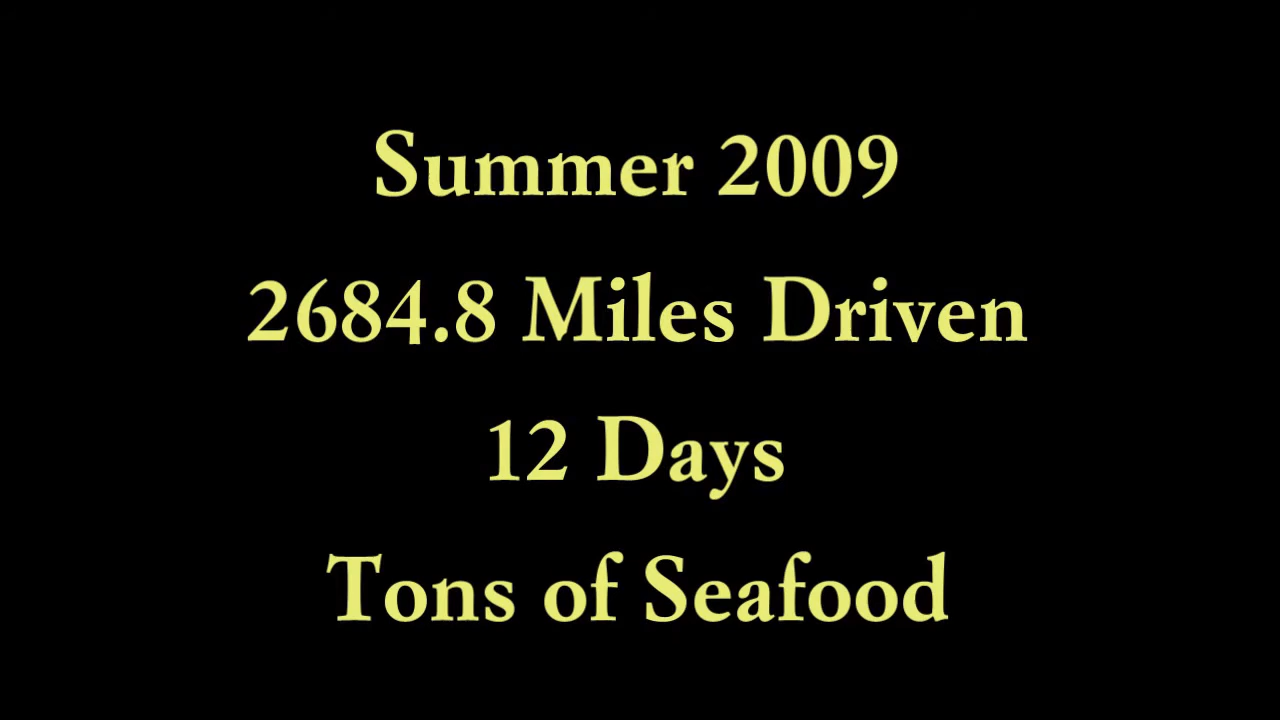 Summer 2009
2684.8 Miles Driven
12 Days
Tons of Seafood